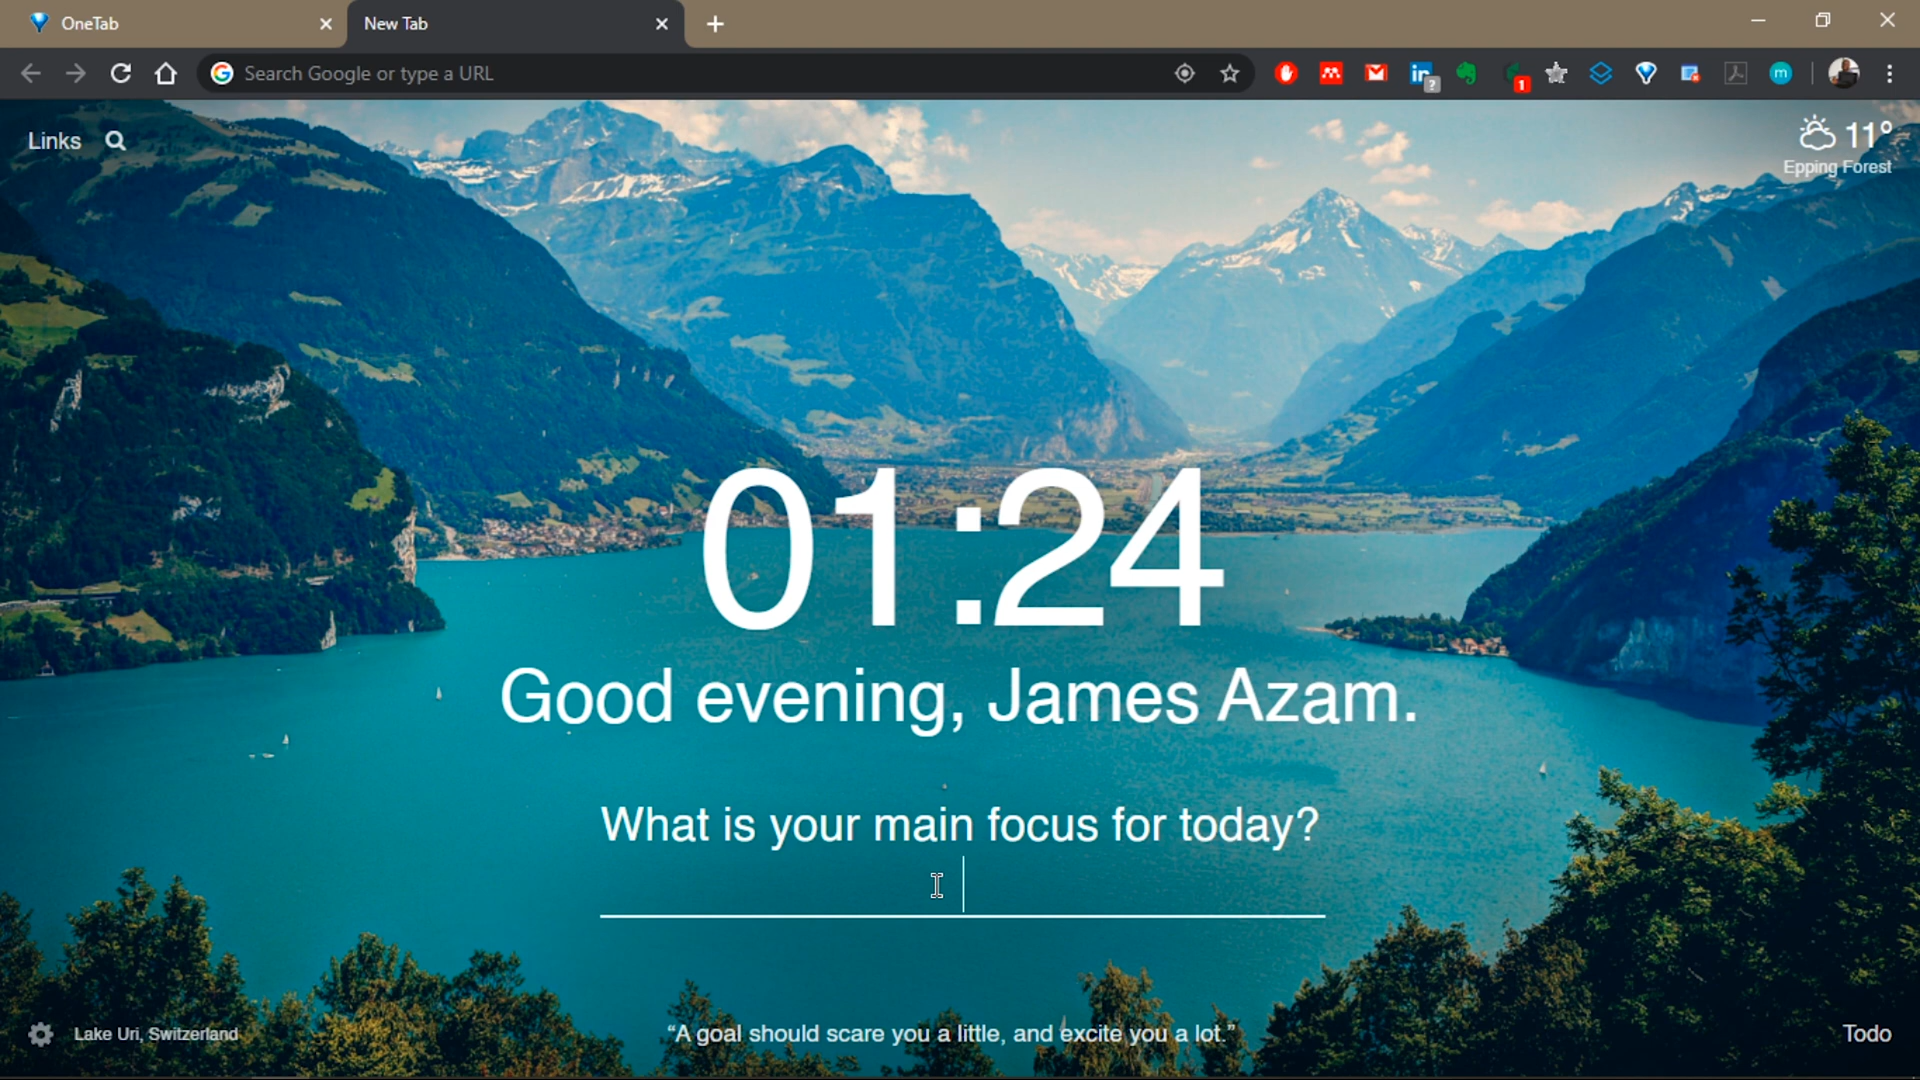 OneTab
New Tab
Search Google or type a URL
in
?
1
m
Links
11°
Epping Forest
01:24
Good evening, James Azam.
What is your main focus for today?
Lake Uri, Switzerland
“A goal should scare you a little, and excite you a lot.”
Todo